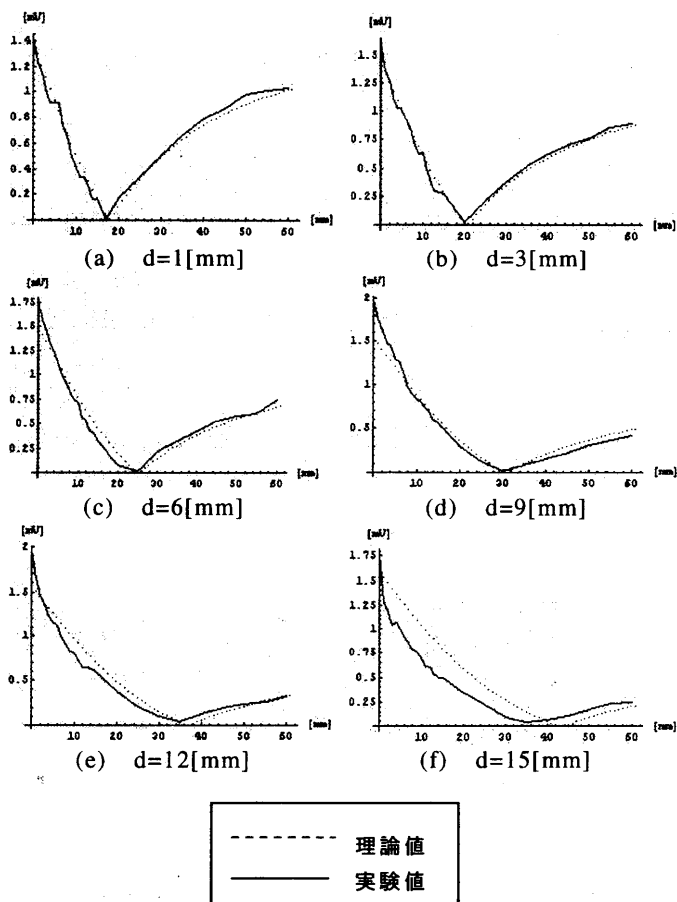 [mV]
1.4
1.2
1
0.8
0.6
0.4
0.2
10 20 30 40 50 60 [mm]
(a) d=1[mm]
[mV]
1.5
1.25
1
0.75
0.5
0.25
10 20 30 40 50 60 [mm]
(b) d=3[mm]
[mV]
1.75
1.5
1.25
1
0.75
0.5
0.25
10 20 30 40 50 60 [mm]
(c) d=6[mm]
[mV]
2
1.5
1
0.5
10 20 30 40 50 60 [mm]
(d) d=9[mm]
[mV]
2
1.5
1
0.5
10 20 30 40 50 60 [mm]
(e) d=12[mm]
[mV]
1.75
1.5
1.25
1
0.75
0.5
0.25
10 20 30 40 50 60 [mm]
(f) d=15[mm]
理論値
実験値